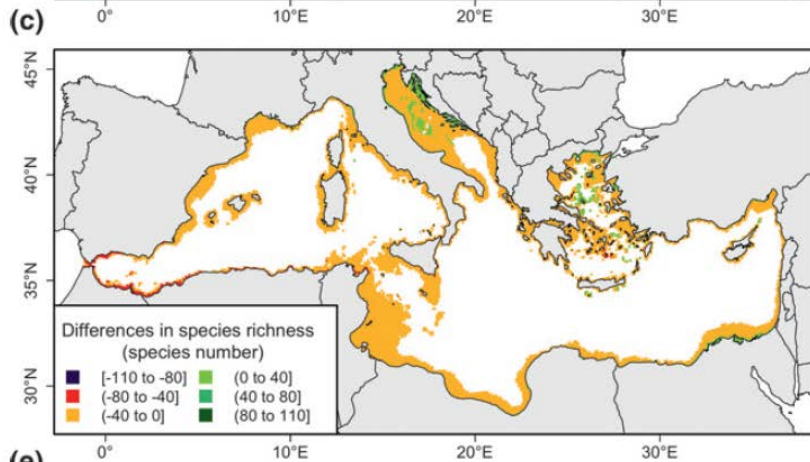 0° 10°E 20°E 30°E
(c)
45°N
40°N
35°N
30°N
Differences in species richness
(species number)
[-110 to -80] (0 to 40]
(-80 to -40] (40 to 80]
(-40 to 0] (80 to 110]
0° 10°E 20°E 30°E